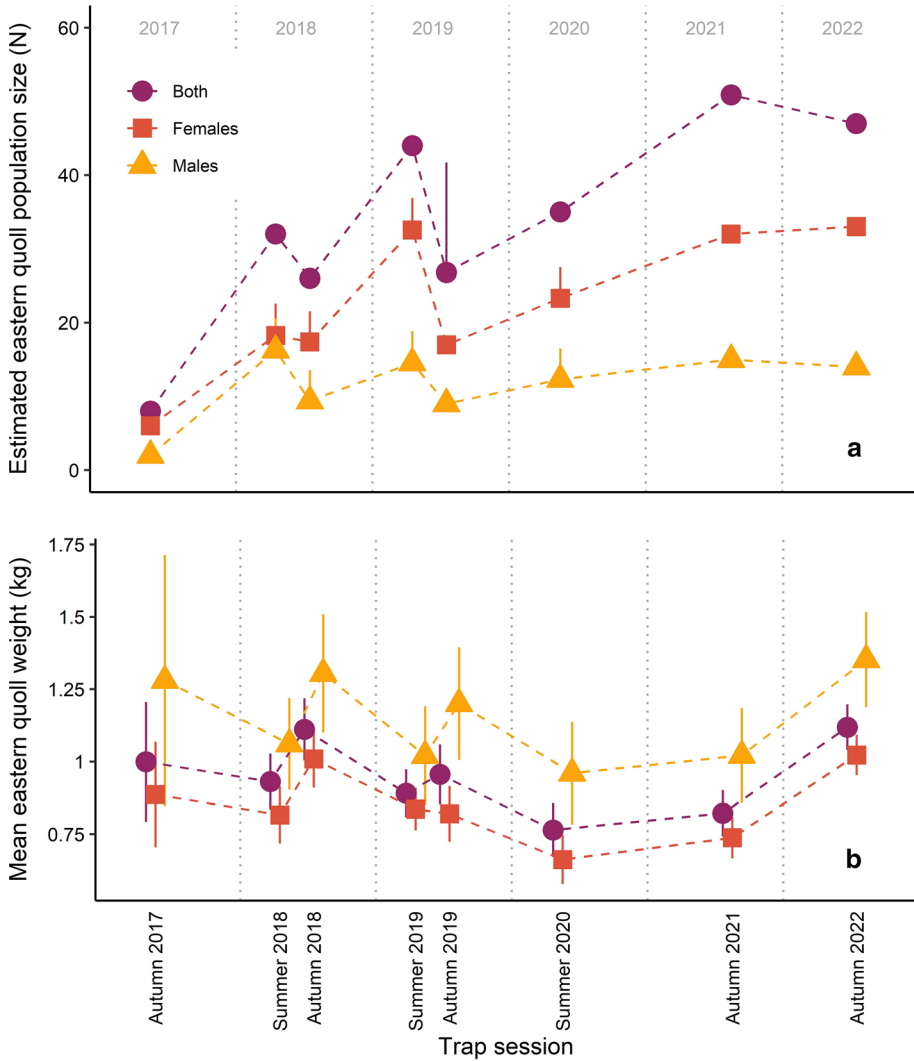 Estimated eastern quoll population size (N)
60
40
20
0
2017 2018 2019 2020 2021 2022
Both
Females
Males
a
Mean eastern quoll weight (kg)
1.75
1.5
1.25
1
0.75
b
Autumn 2017
Summer 2018
Autumn 2018
Summer 2019
Autumn 2019
Summer 2020
Autumn 2021
Autumn 2022
Trap session